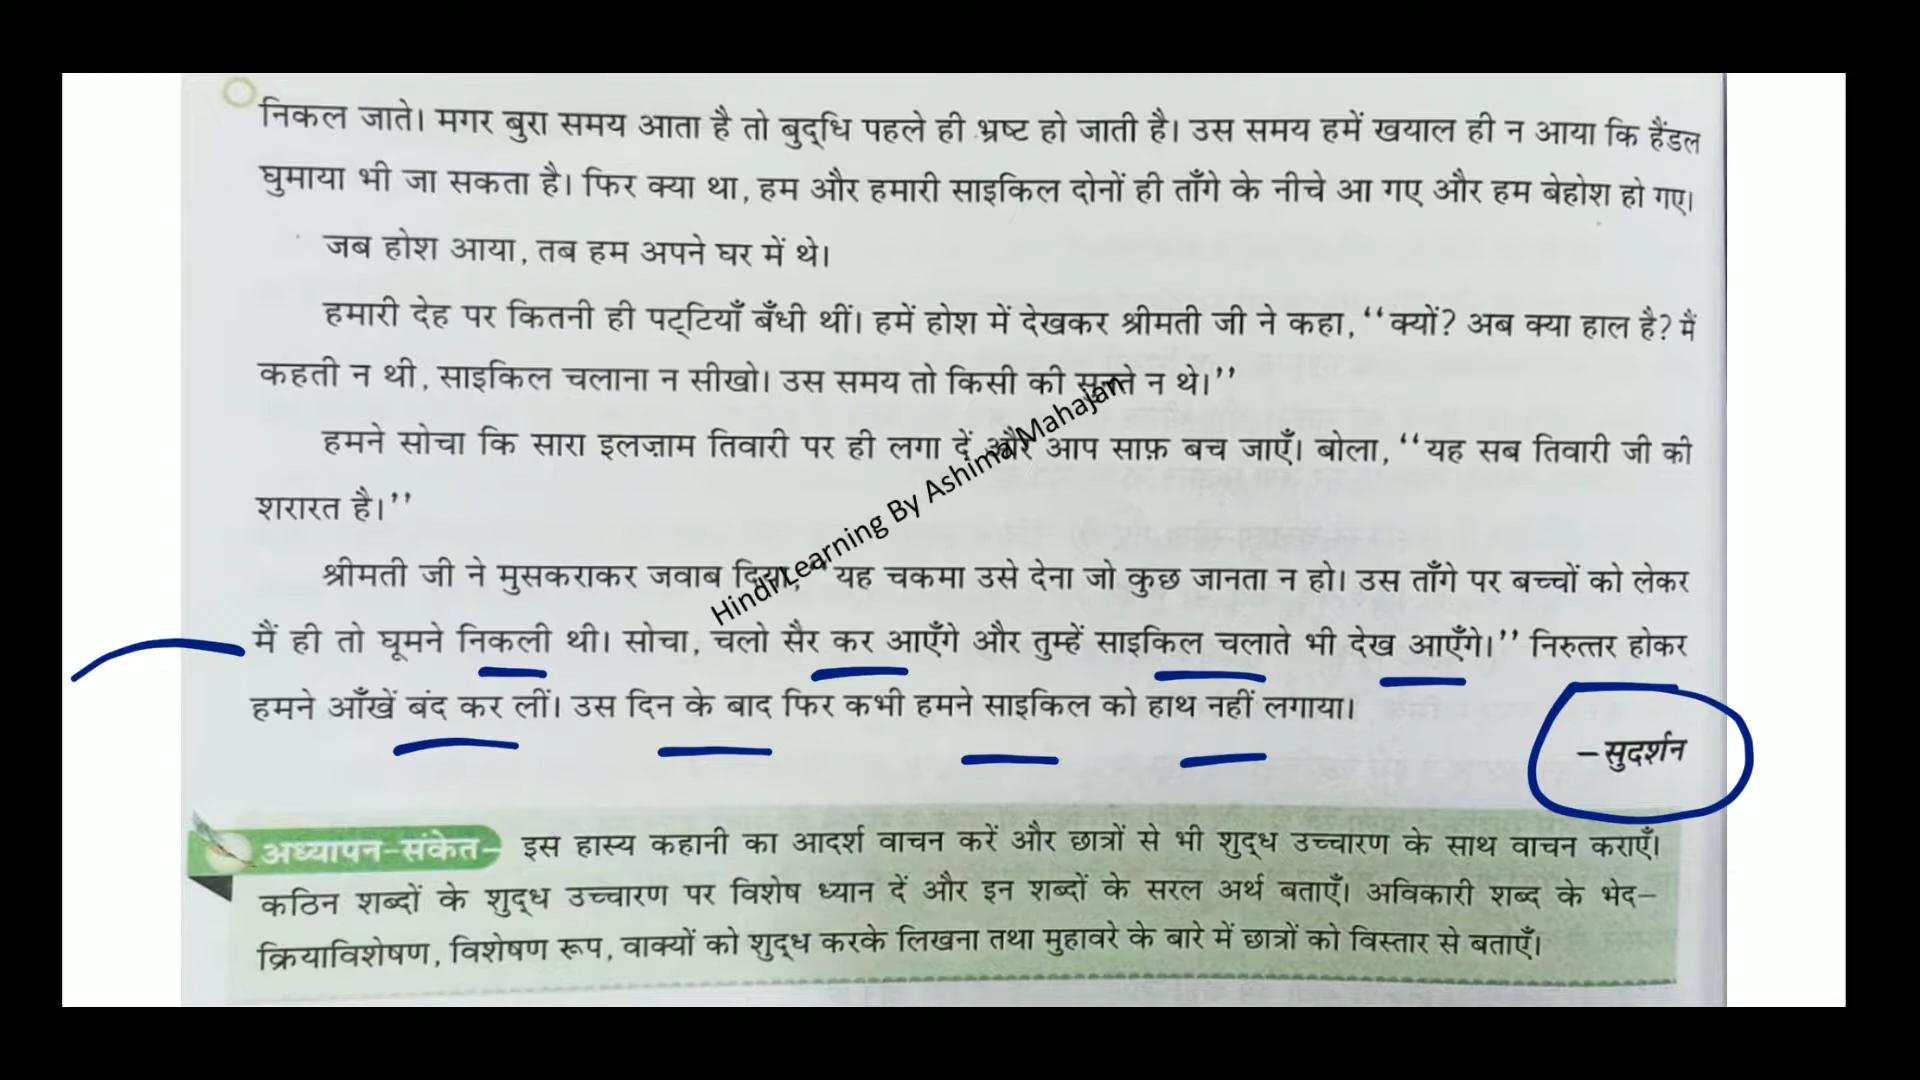 निकल जाते। मगर बुरा समय आता है तो बुद्‌धि पहले ही भ्रष्ट हो जाती है। उस समय हमें खयाल ही न आया कि हैंडल
घुमाया भी जा सकता है। फिर क्या था, हम और हमारी साइकिल दोनों ही ताँगे के नीचे आ गए और हम बेहोश हो गए।
जब होश आया, तब हम अपने घर में थे।
हमारी देह पर कितनी ही पट्‌टियाँ बँधी थीं। हमें होश में देखकर श्रीमती जी ने कहा, ‘‘क्यों? अब क्या हाल है? मैं
कहती न थी, साइकिल चलाना न सीखो। उस समय तो किसी की सुनते न थे।’’
हमने सोचा कि सारा इलज़ाम तिवारी पर ही लगा दें और आप साफ़ बच जाएँ। बोला, ‘‘यह सब तिवारी जी की
शरारत है।’’
श्रीमती जी ने मुसकराकर जवाब दिया, ‘‘यह चकमा उसे देना जो कुछ जानता न हो। उस ताँगे पर बच्चों को लेकर
मैं ही तो घूमने निकली थी। सोचा, चलो सैर कर आएँगे और तुम्हें साइकिल चलाते भी देख आएँगे।’’ निरुत्तर होकर
हमने आँखें बंद कर लीं। उस दिन के बाद फिर कभी हमने साइकिल को हाथ नहीं लगाया।
–सुदर्शन
Hindi Learning By Ashima Mahajan
अध्यापन-संकेत– इस हास्य कहानी का आदर्श वाचन करें और छात्रों से भी शुद्‌ध उच्चारण के साथ वाचन कराएँ।
कठिन शब्दों के शुद्‌ध उच्चारण पर विशेष ध्यान दें और इन शब्दों के सरल अर्थ बताएँ। अविकारी शब्द के भेद–
क्रियाविशेषण, विशेषण रूप, वाक्यों को शुद्‌ध करके लिखना तथा मुहावरे के बारे में छात्रों को विस्तार से बताएँ।